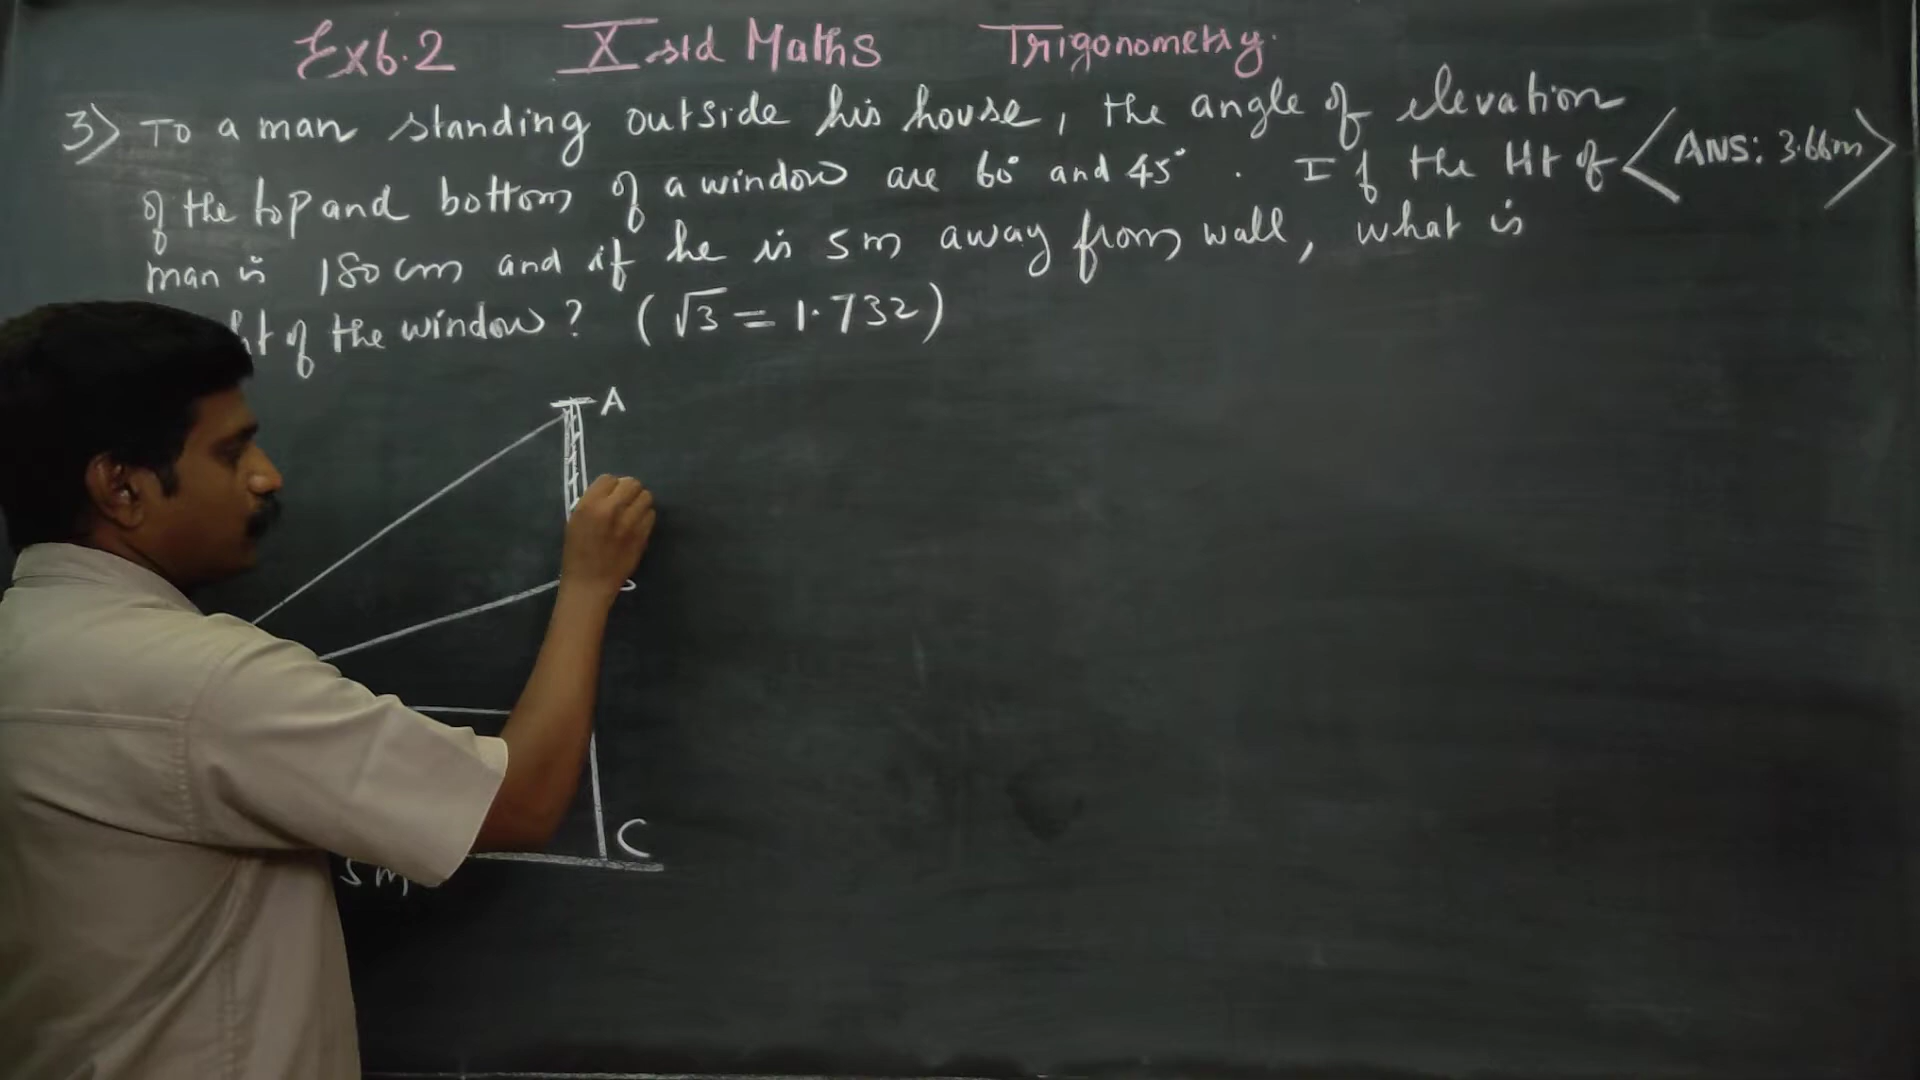 Ex6.2 X std Maths Trigonometry.
3) To a man standing outside his house, the angle of elevation
of the top and bottom of a window are 60° and 45°. If the Ht of
<ANS: 3.66m>
man is 180 cm and if he is 5m away from wall, what is
ht of the window? (√3 = 1.732)
A
C
5 m